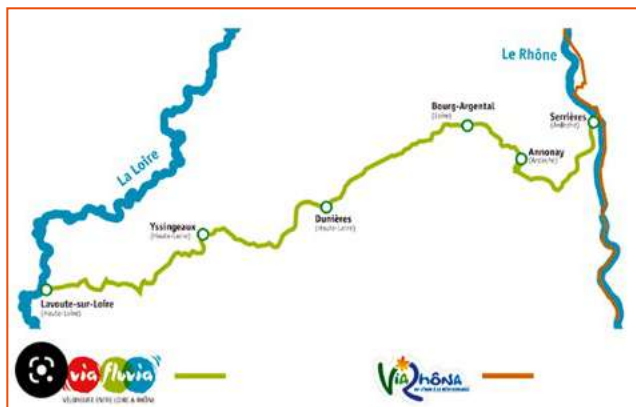 Le Rhône
Bourg-Argental
(Loire)
Serrières
(Ardèche)
Annonay
(Ardèche)
La Loire
Yssingeaux
(Haute-Loire)
Dunières
(Haute-Loire)
Lavoute-sur-Loire
(Haute-Loire)
via fluvia
VÉLOROUTE ENTRE LOIRE & RHÔNE
ViaRhôna